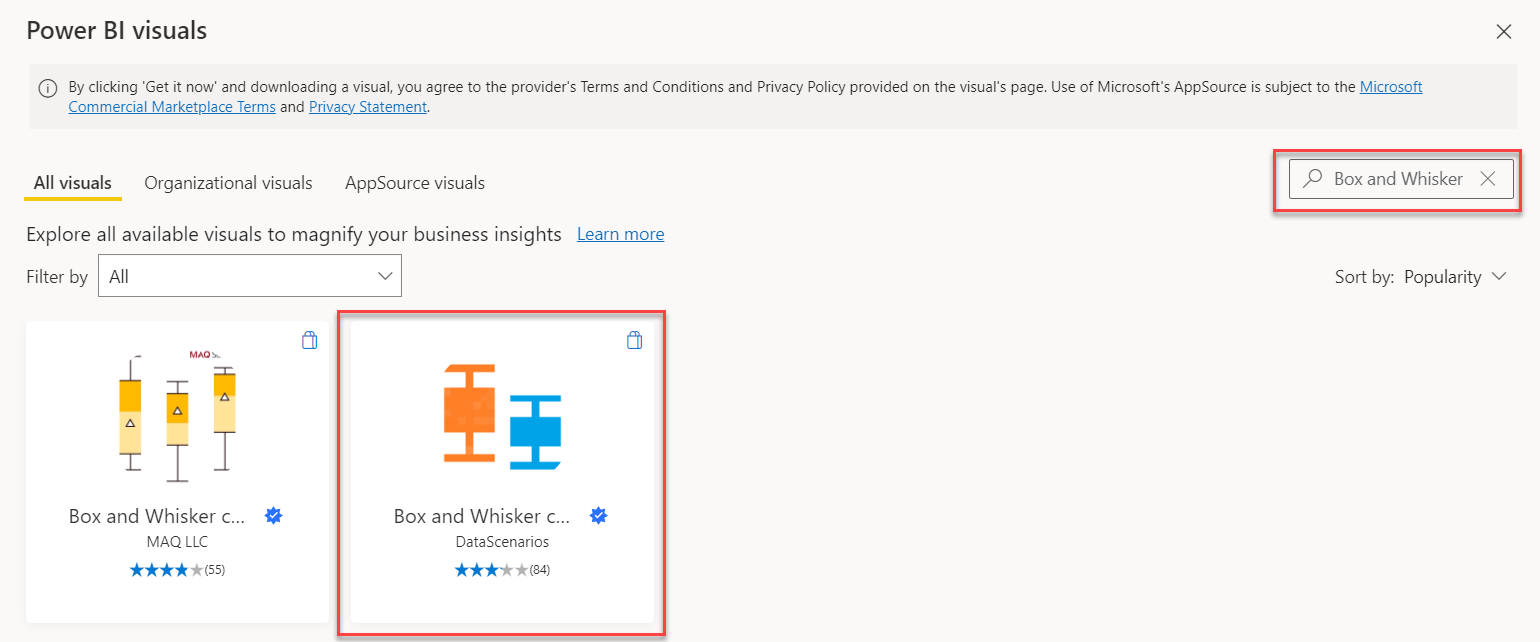 Power BI visuals
By clicking 'Get it now' and downloading a visual, you agree to the provider's Terms and Conditions and Privacy Policy provided on the visual's page. Use of Microsoft's AppSource is subject to the Microsoft
Commercial Marketplace Terms and Privacy Statement.
All visuals
Organizational visuals
AppSource visuals
Box and Whisker
Explore all available visuals to magnify your business insights Learn more
Filter by All
Sort by: Popularity
MAQ
Box and Whisker c...
MAQ LLC
(55)
Box and Whisker c...
DataScenarios
(84)